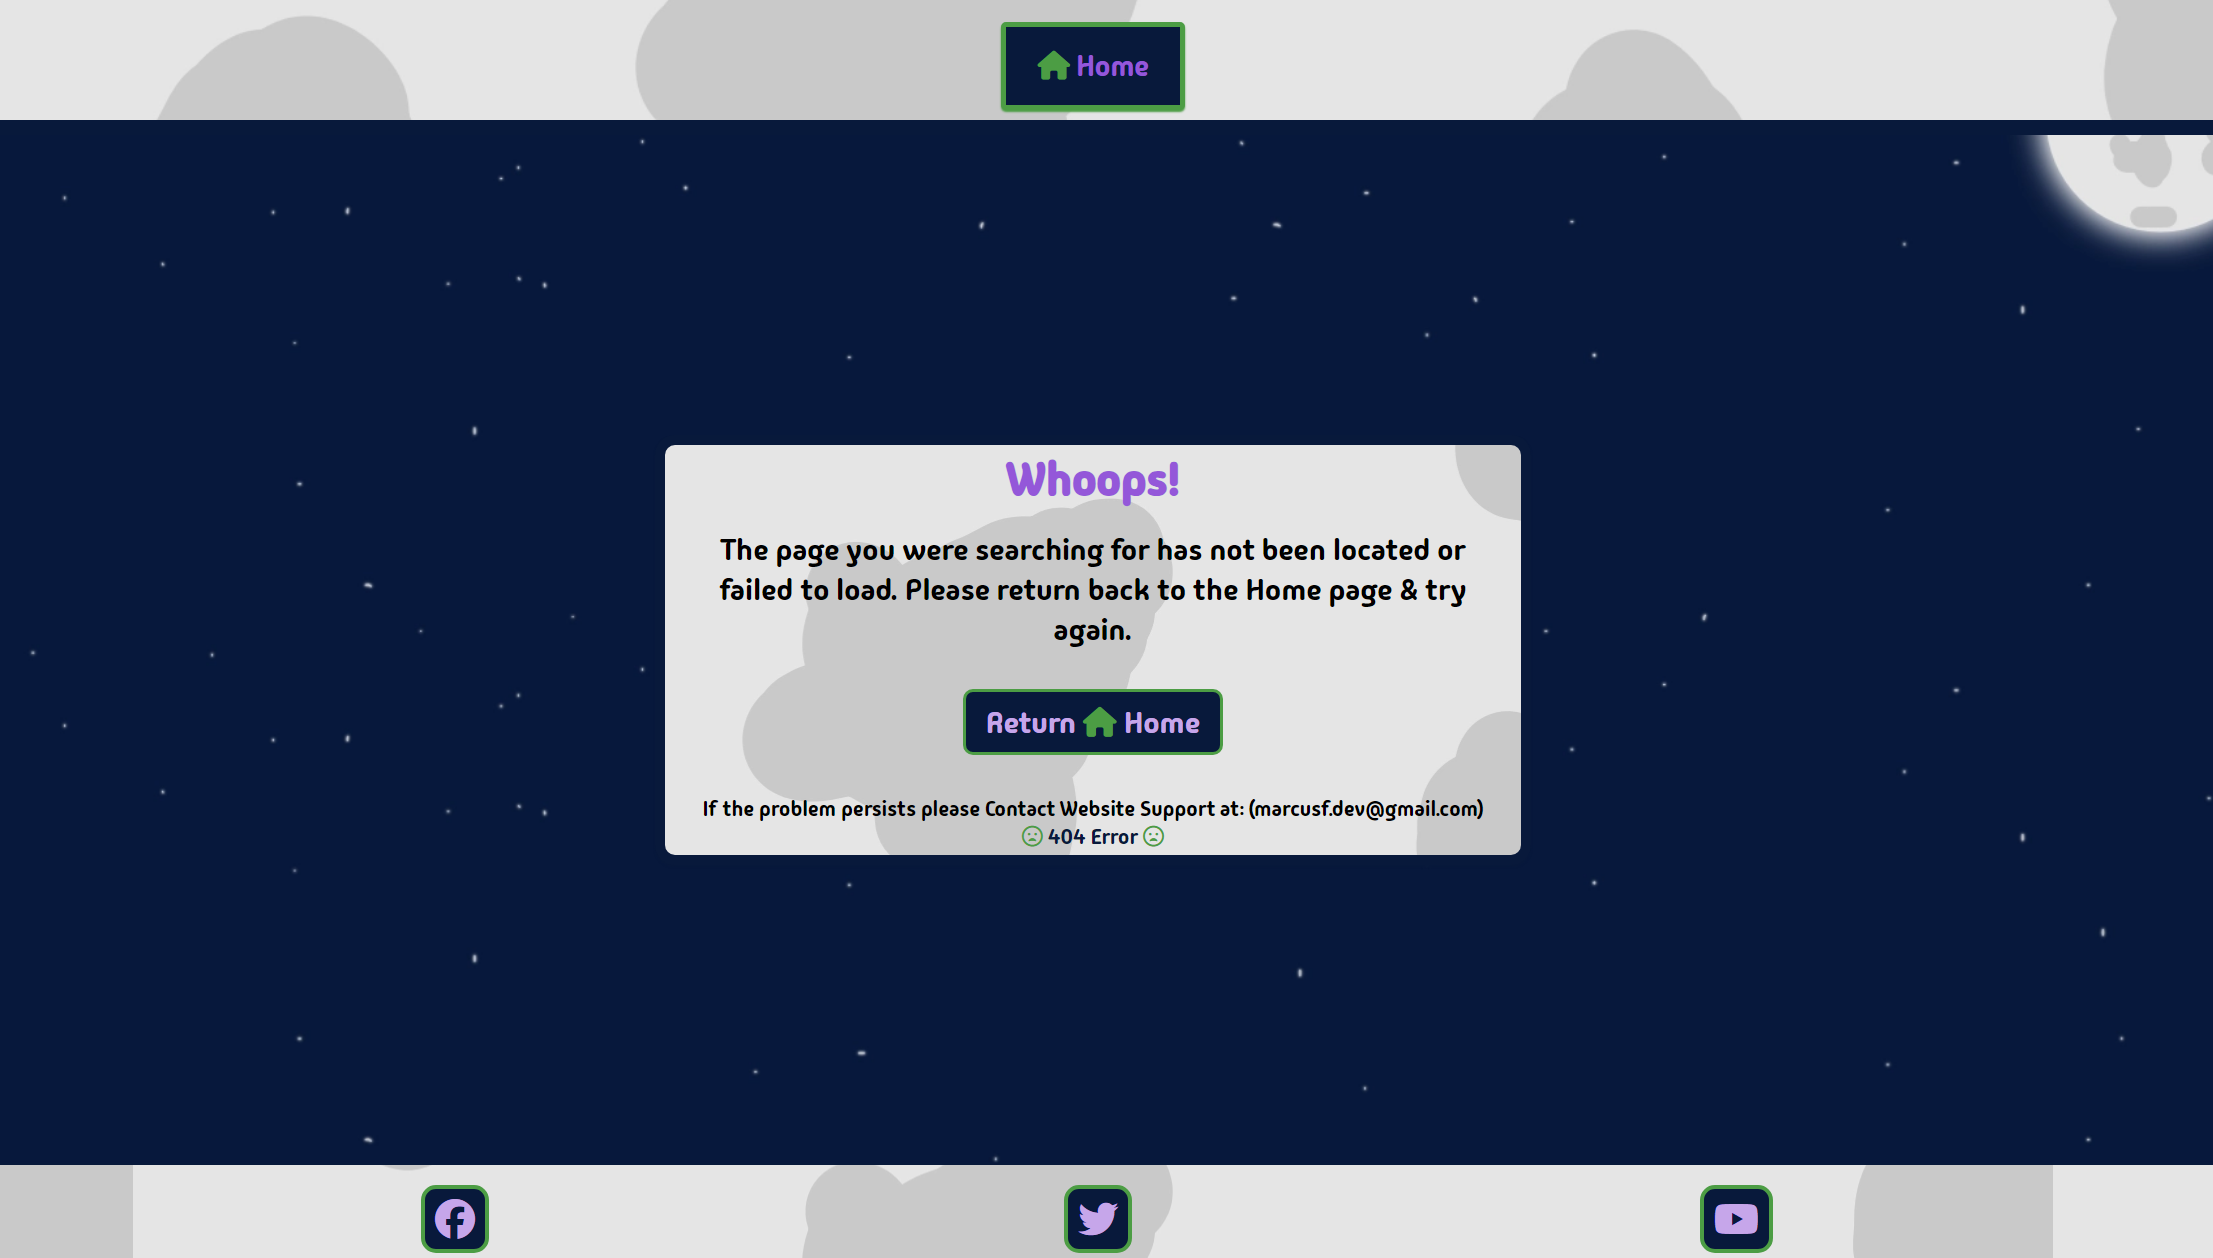 Home
Whoops!
The page you were searching for has not been located or
failed to load. Please return back to the Home page & try
again.
Return Home
If the problem persists please Contact Website Support at: (marcusf.dev@gmail.com)
404 Error